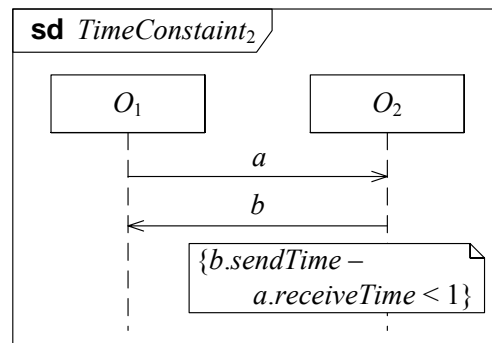 sd TimeConstaint₂
O₁ O₂
a
b
{b.sendTime –
a.receiveTime < 1}